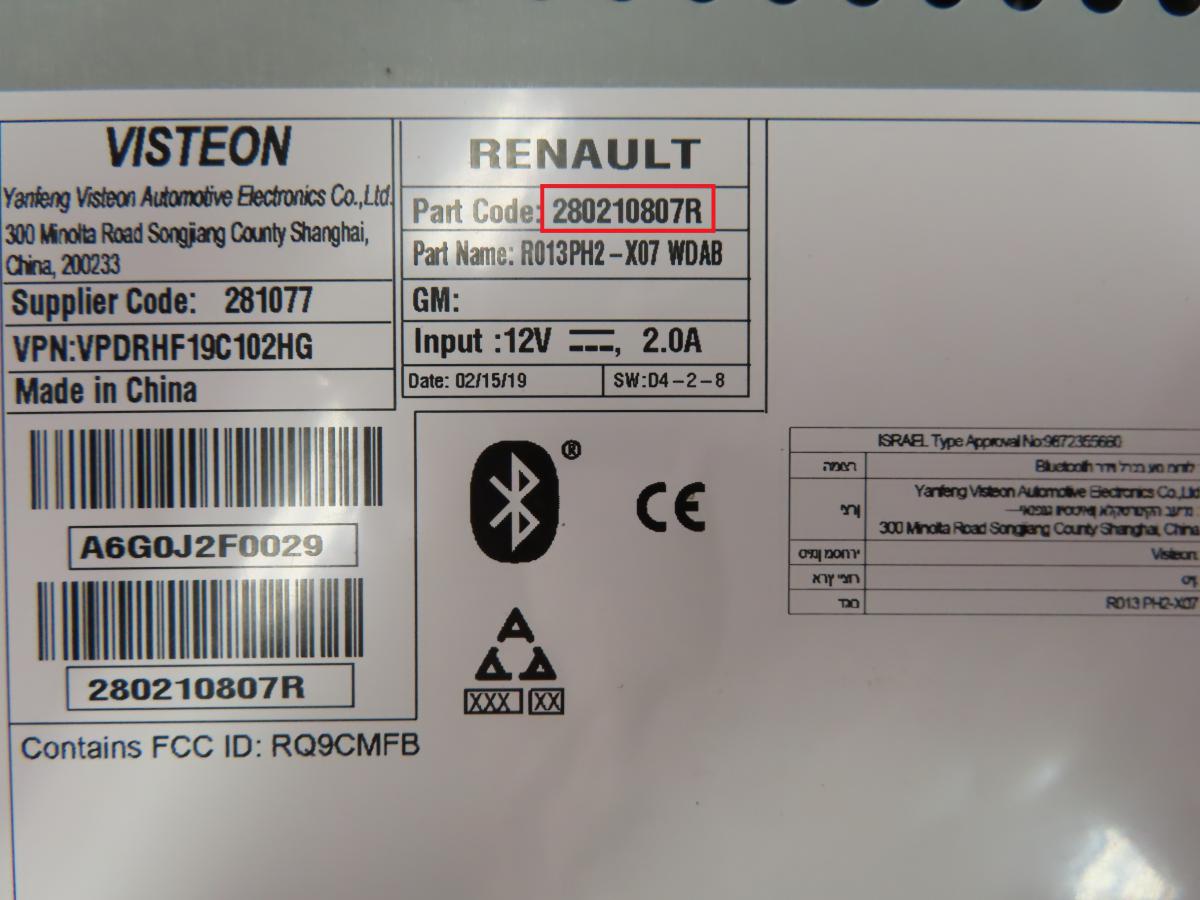 VISTEON
Yanfeng Visteon Automotive Electronics Co.,Ltd.
300 Minolta Road Songjiang County Shanghai,
China, 200233
Supplier Code: 281077
VPN:VPDRHF19C102HG
Made in China
A6G0J2F0029
280210807R
Contains FCC ID: RQ9CMFB
RENAULT
Part Code: 280210807R
Part Name: R013PH2-X07 WDAB
GM:
Input :12V ⎓, 2.0A
Date: 02/15/19
SW:D4-2-8
®
CE
XXX XX
ISRAEL Type Approval No:
Bluetooth
Yanfeng Visteon Automotive Electronics Co.,Ltd
300 Minolta Road Songjiang County Shanghai, China
Visteon
R013 PH2-X07